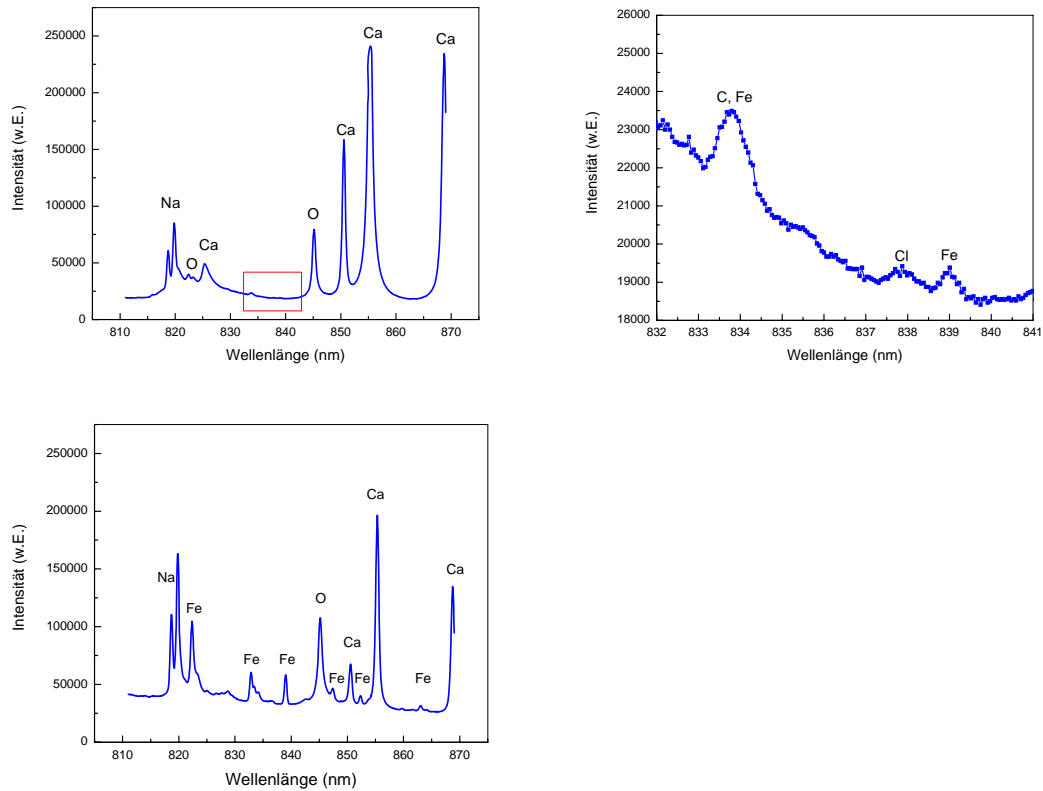 250000
200000
150000
100000
50000
0
Intensität (w.E.)
Na
O
Ca
O
Ca
Ca
Ca
810 820 830 840 850 860 870
Wellenlänge (nm)
26000
25000
24000
23000
22000
21000
20000
19000
18000
Intensität (w.E.)
C, Fe
Cl
Fe
832 833 834 835 836 837 838 839 840 841
Wellenlänge (nm)
250000
200000
150000
100000
50000
0
Intensität (w.E.)
Na
Fe
Fe
Fe
O
Fe
Ca
Fe
Ca
Fe
Ca
810 820 830 840 850 860 870
Wellenlänge (nm)